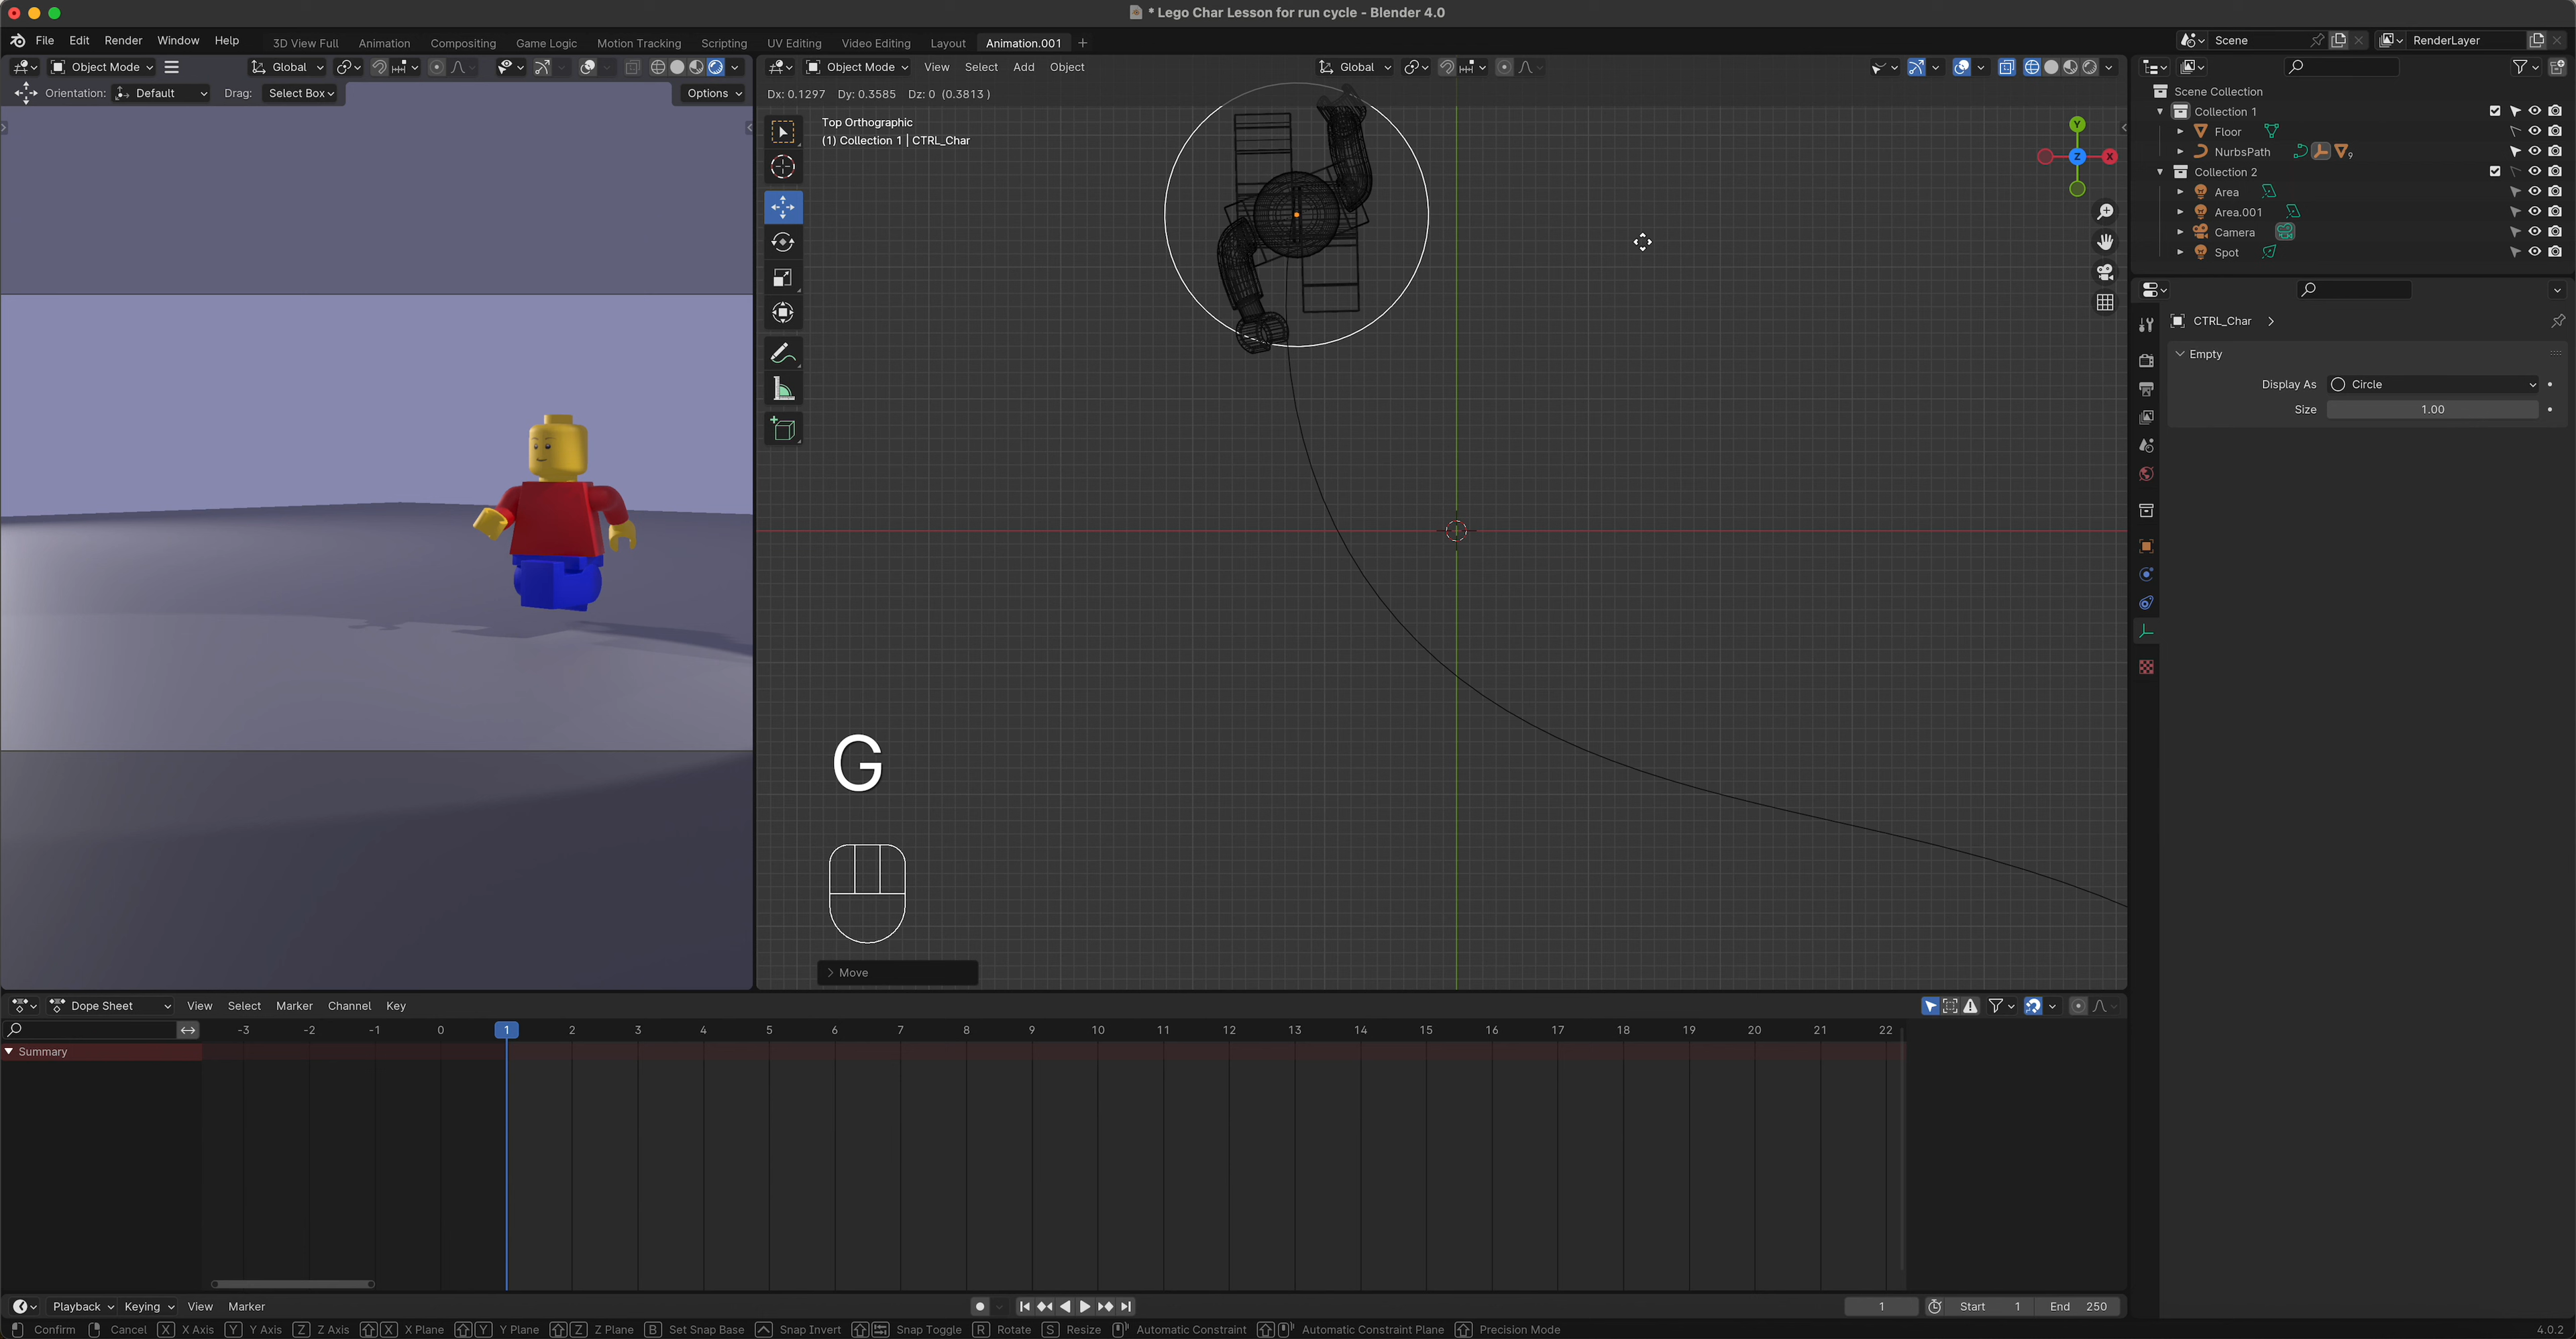 * Lego Char Lesson for run cycle - Blender 4.0
File Edit Render Window Help 3D View Full Animation Compositing Game Logic Motion Tracking Scripting UV Editing Video Editing Layout Animation.001 + Scene RenderLayer
Object Mode Global Object Mode View Select Add Object Global
Orientation: Default Drag: Select Box Options Dx: 0.1297 Dy: 0.3585 Dz: 0 (0.3813 )
Scene Collection
Collection 1
Floor
NurbsPath 9
Collection 2
Area
Area.001
Camera
Spot
Top Orthographic
(1) Collection 1 | CTRL_Char
Y
Z X
CTRL_Char
Empty
Display As Circle
Size 1.00
G
Move
Dope Sheet View Select Marker Channel Key
-3 -2 -1 0 1 2 3 4 5 6 7 8 9 10 11 12 13 14 15 16 17 18 19 20 21 22
Summary
Playback Keying View Marker 1 Start 1 End 250
Confirm Cancel X X Axis Y Y Axis Z Z Axis X X Plane Y Y Plane Z Z Plane B Set Snap Base Snap Invert Snap Toggle R Rotate S Resize Automatic Constraint Automatic Constraint Plane Precision Mode 4.0.2